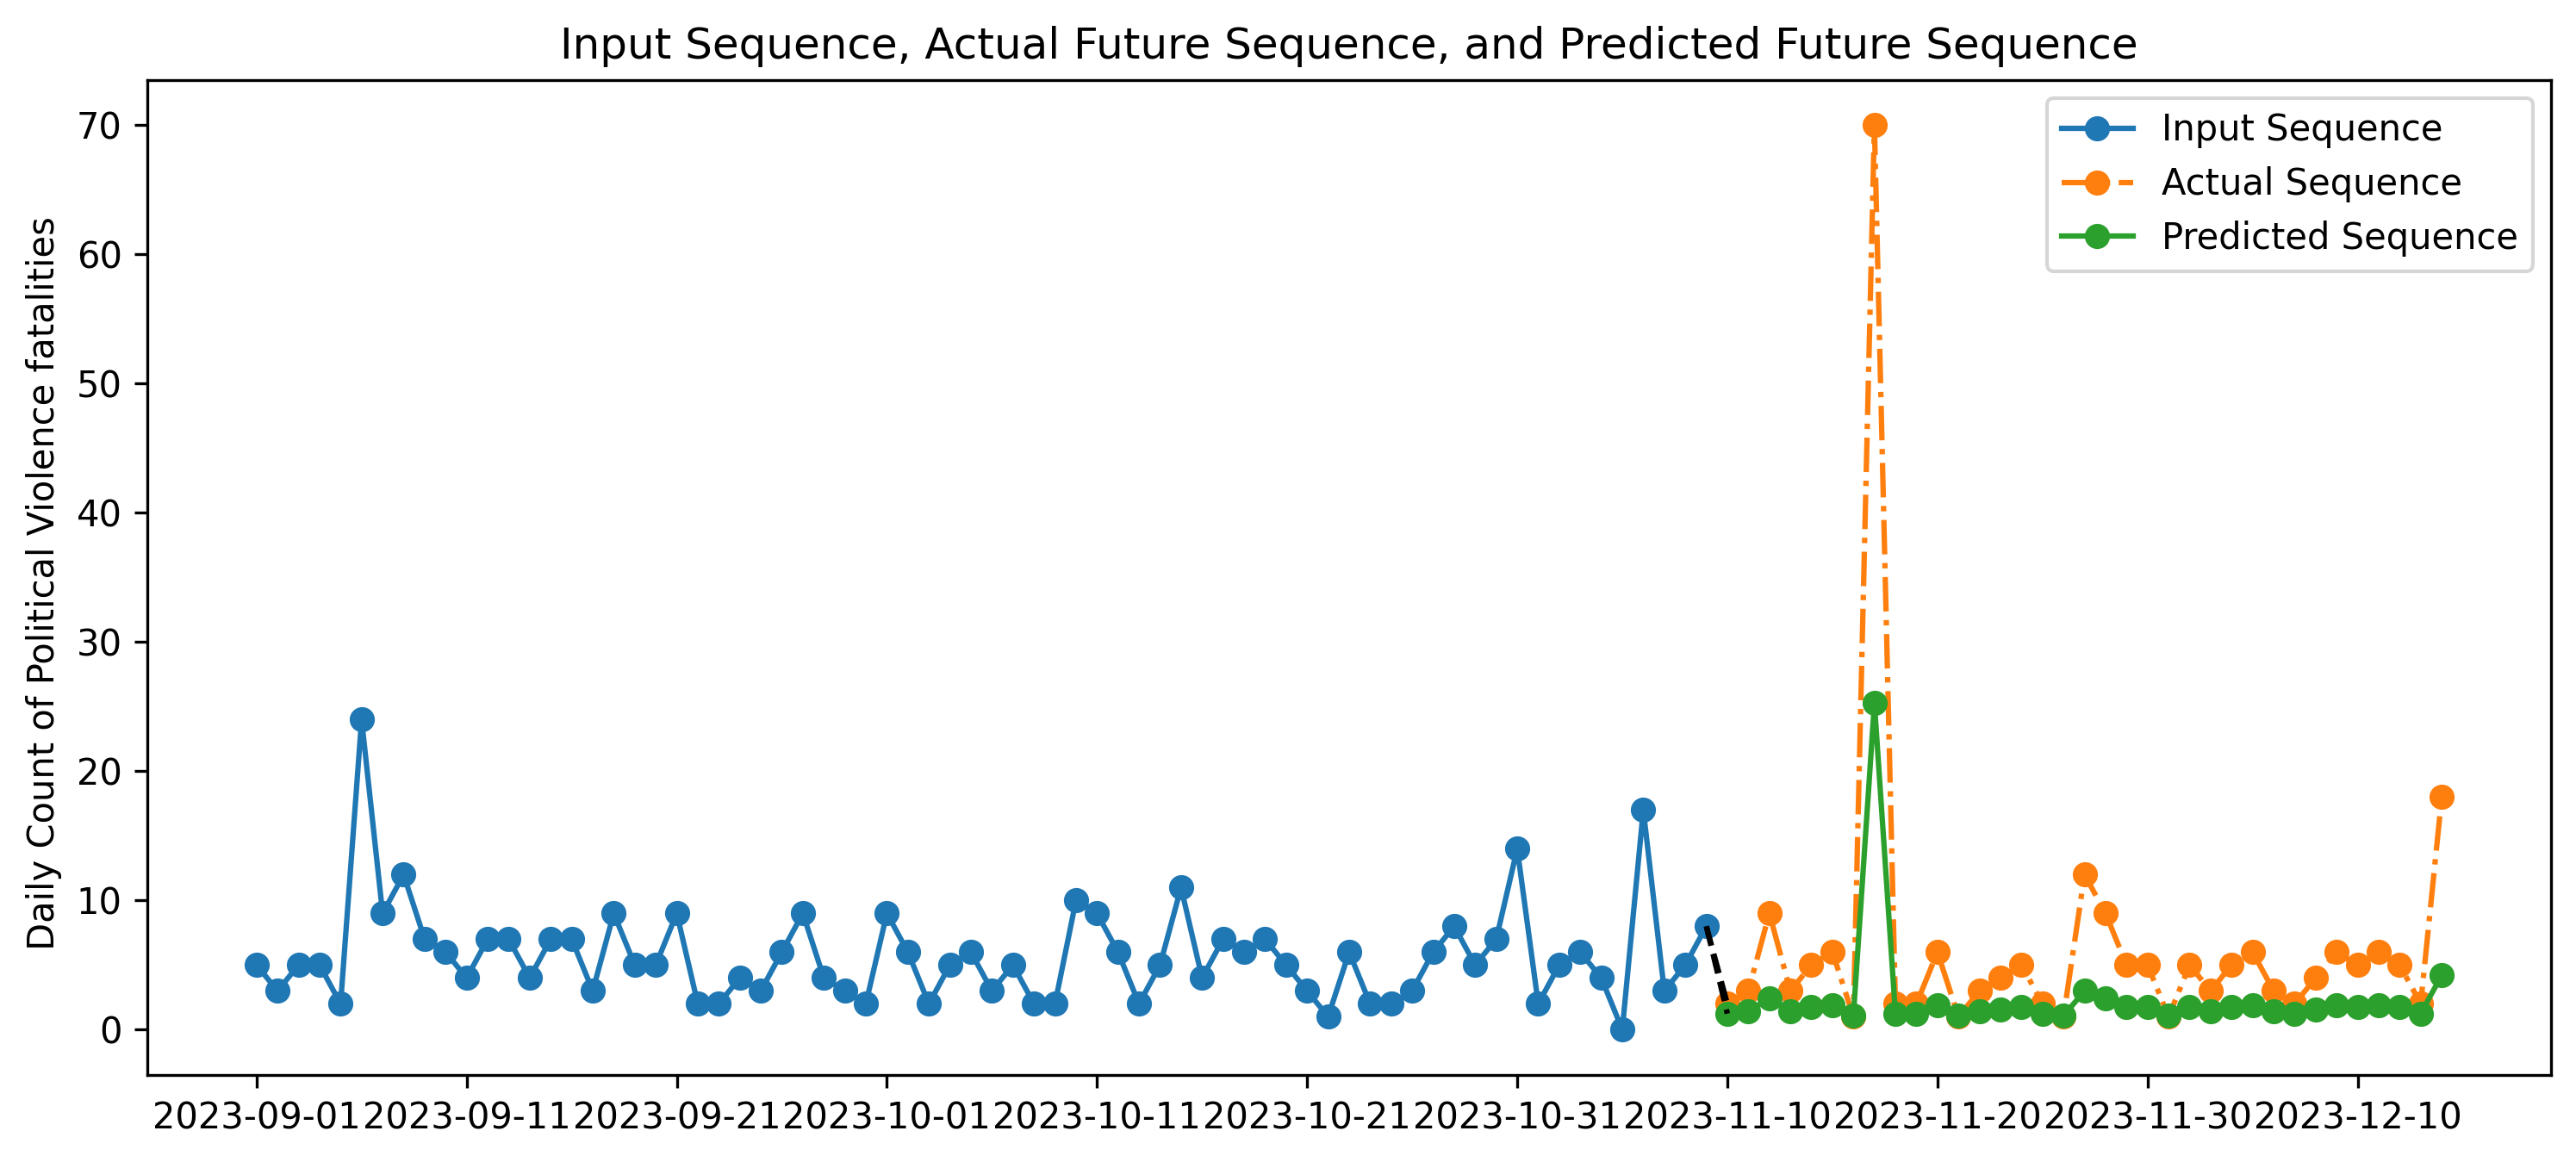 Input Sequence, Actual Future Sequence, and Predicted Future Sequence
Daily Count of Political Violence fatalities
70
60
50
40
30
20
10
0
Input Sequence
Actual Sequence
Predicted Sequence
2023-09-01 2023-09-11 2023-09-21 2023-10-01 2023-10-11 2023-10-21 2023-10-31 2023-11-10 2023-11-20 2023-11-30 2023-12-10